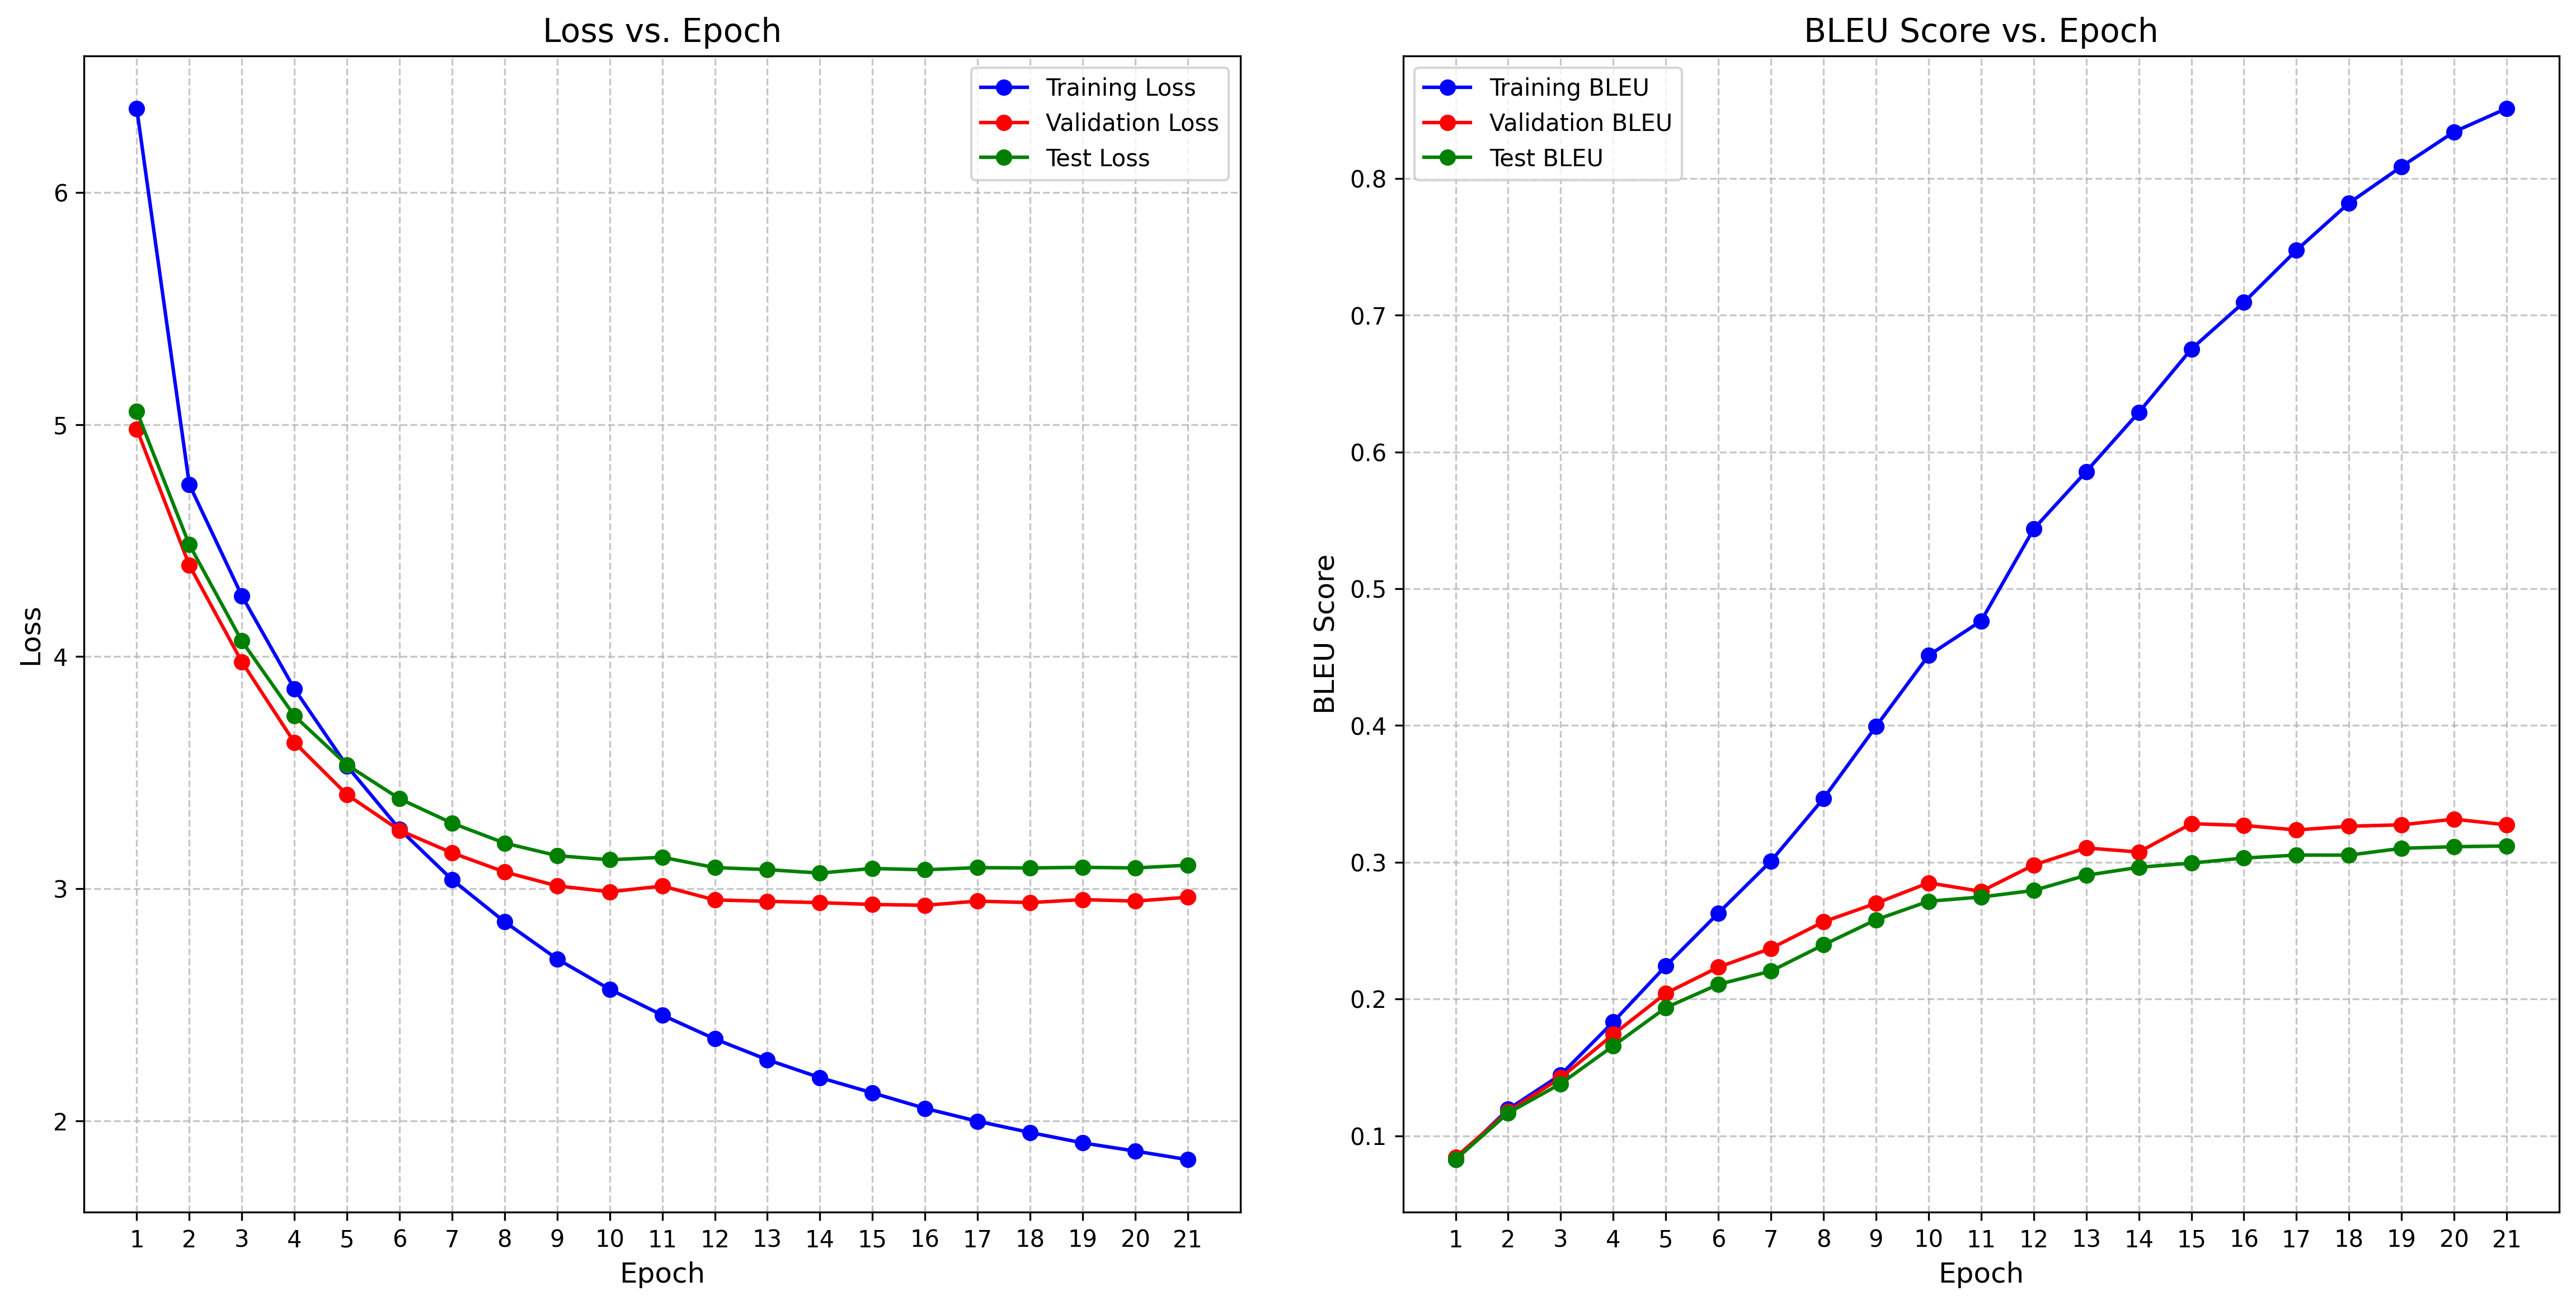 Loss vs. Epoch
Training Loss
Validation Loss
Test Loss
6
5
4
3
2
Loss
1 2 3 4 5 6 7 8 9 10 11 12 13 14 15 16 17 18 19 20 21
Epoch
BLEU Score vs. Epoch
Training BLEU
Validation BLEU
Test BLEU
0.8
0.7
0.6
0.5
0.4
0.3
0.2
0.1
BLEU Score
1 2 3 4 5 6 7 8 9 10 11 12 13 14 15 16 17 18 19 20 21
Epoch